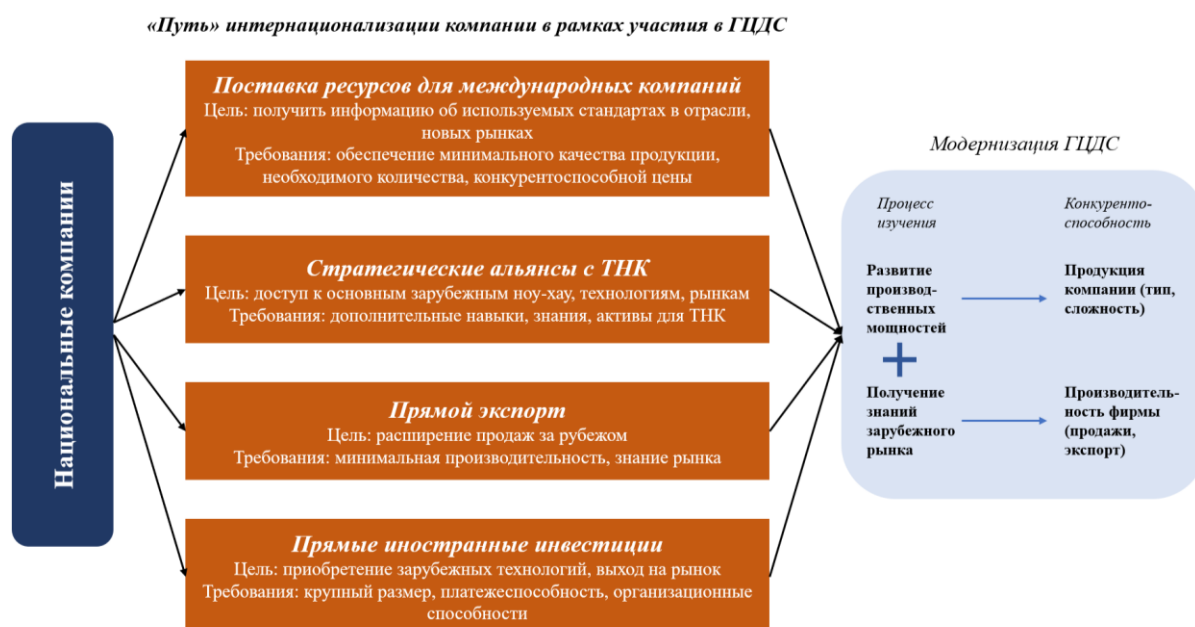 «Путь» интернационализации компании в рамках участия в ГЦДС
Национальные компании
Поставка ресурсов для международных компаний
Цель: получить информацию об используемых стандартах в отрасли,
новых рынках
Требования: обеспечение минимального качества продукции,
необходимого количества, конкурентоспособной цены
Стратегические альянсы с ТНК
Цель: доступ к основным зарубежным ноу-хау, технологиям, рынкам
Требования: дополнительные навыки, знания, активы для ТНК
Прямой экспорт
Цель: расширение продаж за рубежом
Требования: минимальная производительность, знание рынка
Прямые иностранные инвестиции
Цель: приобретение зарубежных технологий, выход на рынок
Требования: крупный размер, платежеспособность, организационные
способности
Модернизация ГЦДС
Процесс
изучения
Конкуренто-
способность
Развитие
производ-
ственных
мощностей
Продукция
компании (тип,
сложность)
Получение
знаний
зарубежного
рынка
Производитель-
ность фирмы
(продажи,
экспорт)